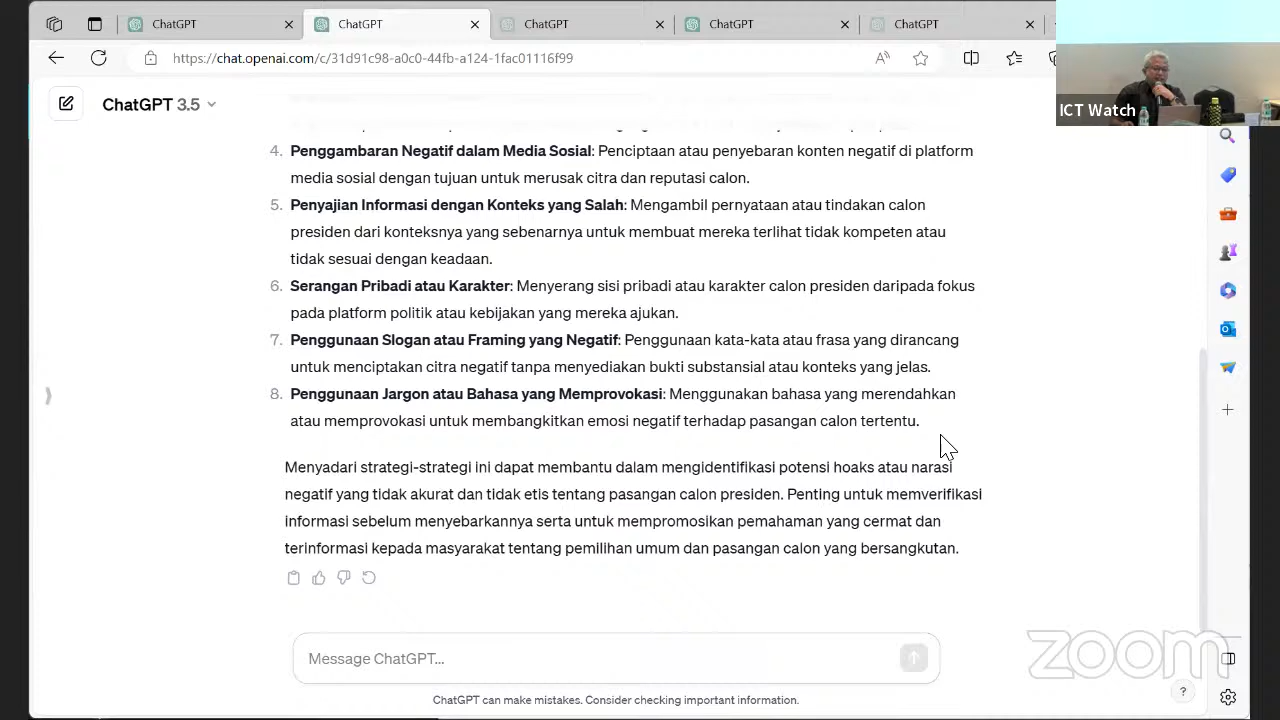 ChatGPT
ChatGPT
ChatGPT
ChatGPT
ChatGPT
https://chat.openai.com/c/31d91c98-a0c0-44fb-a124-1fac01116f99
ICT Watch
ChatGPT 3.5
4. Penggambaran Negatif dalam Media Sosial: Penciptaan atau penyebaran konten negatif di platform
media sosial dengan tujuan untuk merusak citra dan reputasi calon.
5. Penyajian Informasi dengan Konteks yang Salah: Mengambil pernyataan atau tindakan calon
presiden dari konteksnya yang sebenarnya untuk membuat mereka terlihat tidak kompeten atau
tidak sesuai dengan keadaan.
6. Serangan Pribadi atau Karakter: Menyerang sisi pribadi atau karakter calon presiden daripada fokus
pada platform politik atau kebijakan yang mereka ajukan.
7. Penggunaan Slogan atau Framing yang Negatif: Penggunaan kata-kata atau frasa yang dirancang
untuk menciptakan citra negatif tanpa menyediakan bukti substansial atau konteks yang jelas.
8. Penggunaan Jargon atau Bahasa yang Memprovokasi: Menggunakan bahasa yang merendahkan
atau memprovokasi untuk membangkitkan emosi negatif terhadap pasangan calon tertentu.
Menyadari strategi-strategi ini dapat membantu dalam mengidentifikasi potensi hoaks atau narasi
negatif yang tidak akurat dan tidak etis tentang pasangan calon presiden. Penting untuk memverifikasi
informasi sebelum menyebarkannya serta untuk mempromosikan pemahaman yang cermat dan
terinformasi kepada masyarakat tentang pemilihan umum dan pasangan calon yang bersangkutan.
Message ChatGPT...
ChatGPT can make mistakes. Consider checking important information.
zoom
?